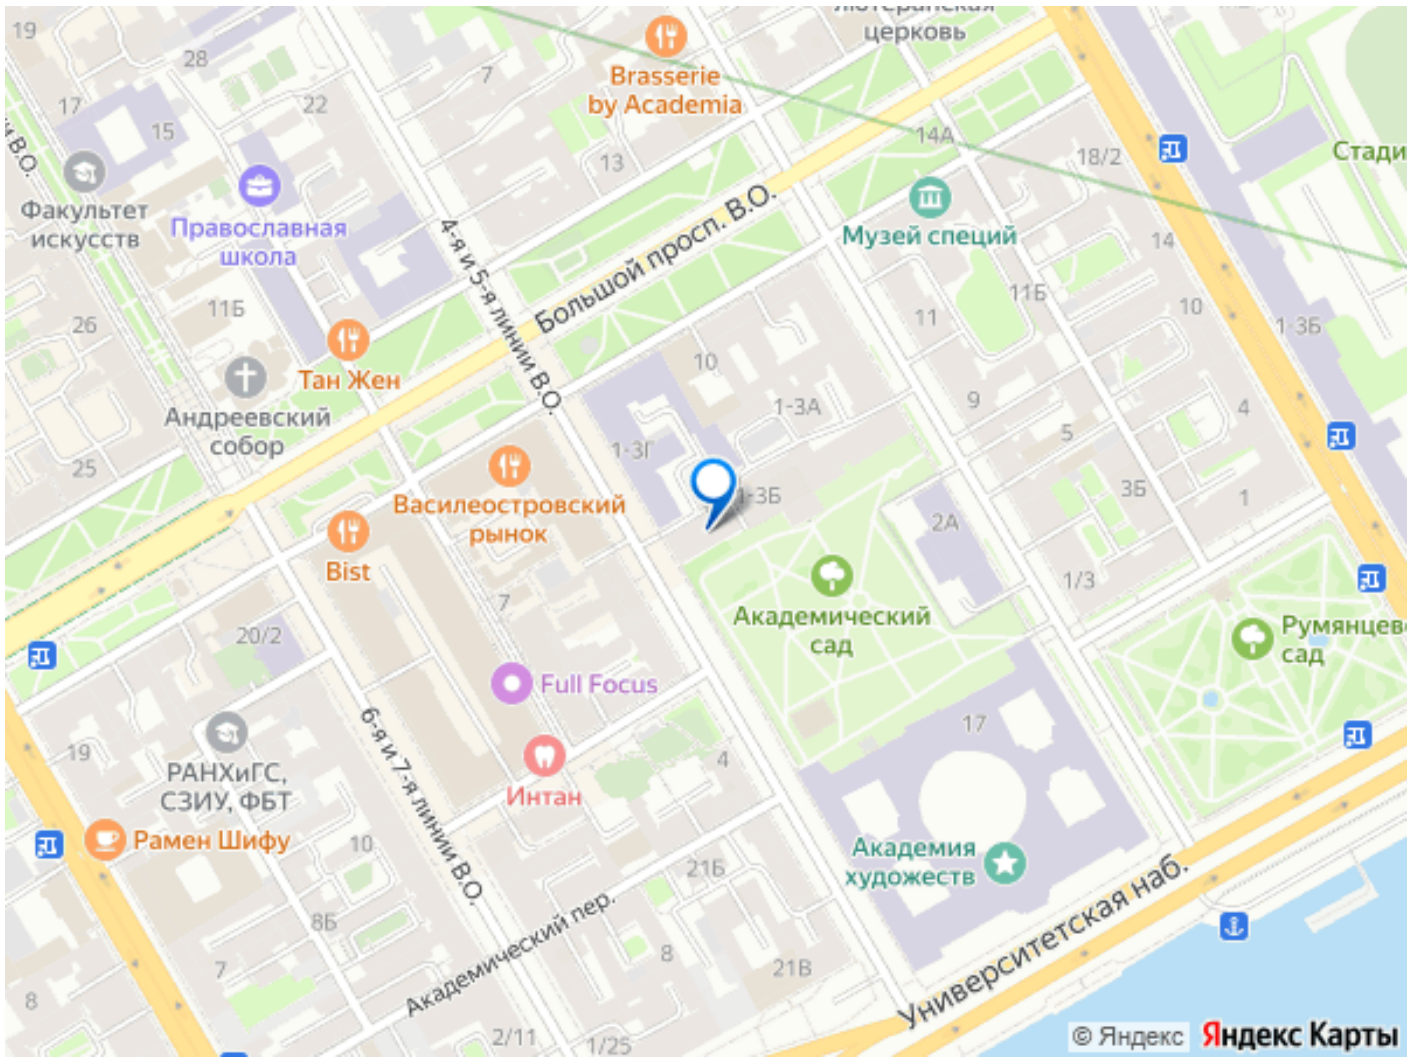 церковь
19
28
7
Brasserie
by Academia
22
17
15
14А
18/2
13
Стади
Факультет
искусств
Православная
школа
Музей специй
4-я и 5-я линии В.О.
Большой просп. В.О.
14
11Б
11Б
10
26
11
1-3Б
Тан Жен
10
Андреевский
собор
1-3А
9
4
5
25
1-3Г
Василеостровский
рынок
1-3Б
3Б
1
2А
Bist
7
1/3
Академический
сад
20/2
Румянцев
сад
Full Focus
6-я и 7-я линии В.О.
17
19
РАНХиГС,
СЗИУ, ФБТ
4
Интан
Рамен Шифу
10
Академия
художеств
21Б
8Б
Академический пер.
Университетская наб.
7
8
21В
8
2/11
1/25
© Яндекс
Яндекс Карты